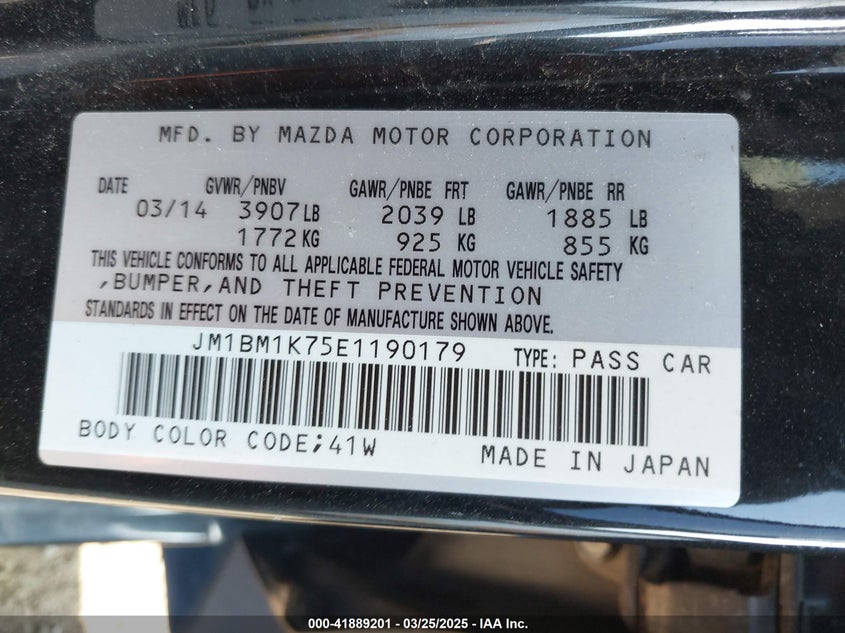 MFD. BY MAZDA MOTOR CORPORATION
DATE GVWR/PNBV GAWR/PNBE FRT GAWR/PNBE RR
03/14 3907LB 2039 LB 1885 LB
1772KG 925 KG 855 KG
THIS VEHICLE CONFORMS TO ALL APPLICABLE FEDERAL MOTOR VEHICLE SAFETY
,BUMPER,AND THEFT PREVENTION
STANDARDS IN EFFECT ON THE DATE OF MANUFACTURE SHOWN ABOVE.
JM1BM1K75E1190179 TYPE: PASS CAR
BODY COLOR CODE;41W
MADE IN JAPAN
000-41889201 / 03/25/2025 - IAA Inc.